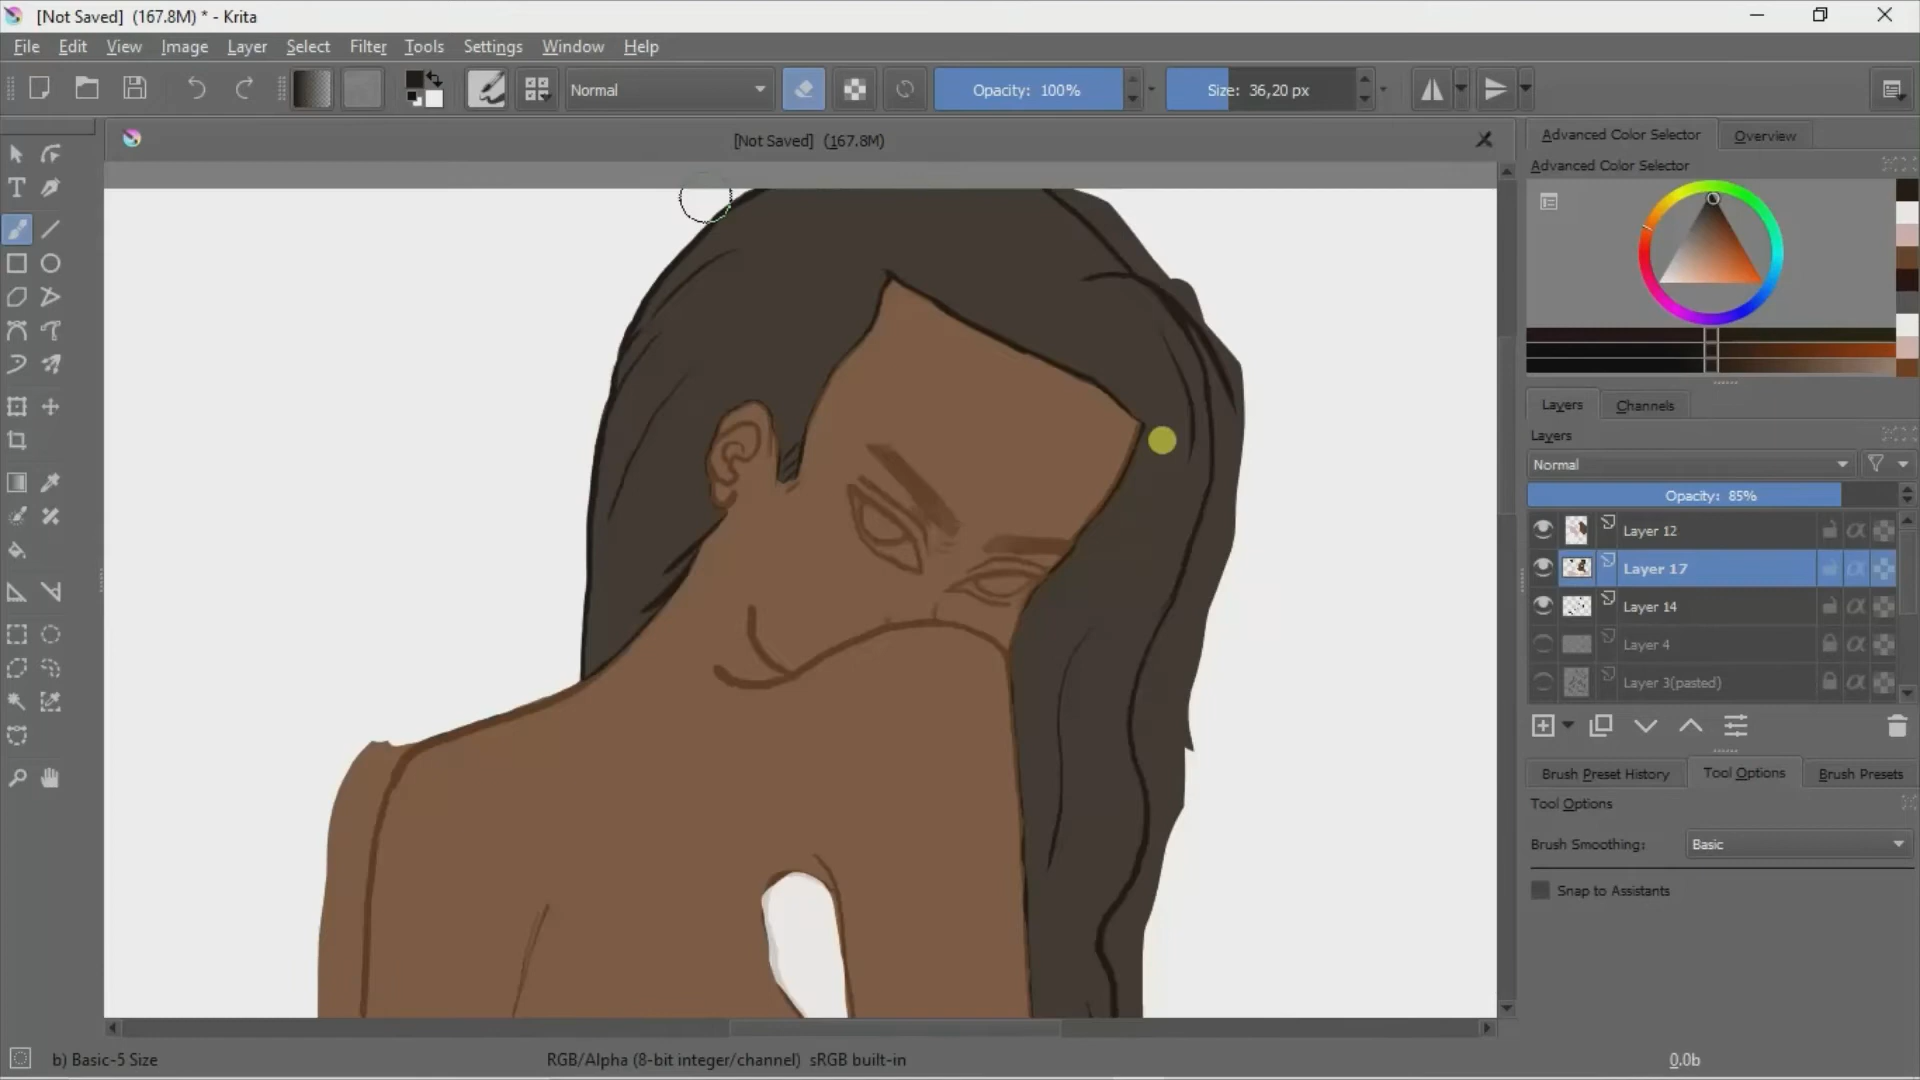 [Not Saved] (167.8M) * - Krita
File Edit View Image Layer Select Filter Tools Settings Window Help
Normal Opacity: 100% Size: 36,20 px
[Not Saved] (167.8M)
Advanced Color Selector Overview
Advanced Color Selector
Layers Channels
Layers
Normal
Opacity: 85%
Layer 12
Layer 17
Layer 14
Layer 4
Layer 3(pasted)
Brush Preset History Tool Options Brush Presets
Tool Options
Brush Smoothing: Basic
Snap to Assistants
b) Basic-5 Size RGB/Alpha (8-bit integer/channel) sRGB built-in 0.0b